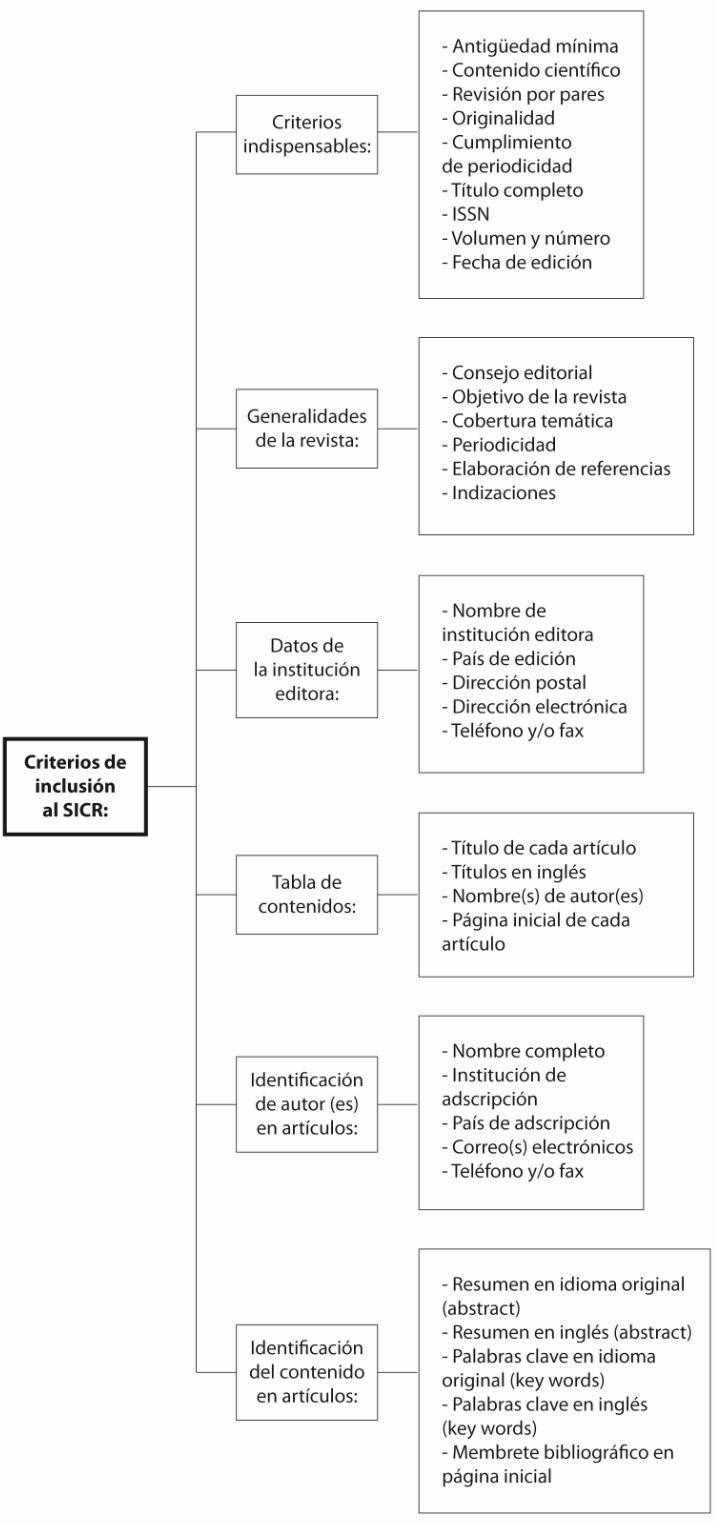 Criterios de
inclusión
al SICR:
Criterios
indispensables:
- Antigüedad mínima
- Contenido científico
- Revisión por pares
- Originalidad
- Cumplimiento
de periodicidad
- Título completo
- ISSN
- Volumen y número
- Fecha de edición
Generalidades
de la revista:
- Consejo editorial
- Objetivo de la revista
- Cobertura temática
- Periodicidad
- Elaboración de referencias
- Indizaciones
Datos de
la institución
editora:
- Nombre de
institución editora
- País de edición
- Dirección postal
- Dirección electrónica
- Teléfono y/o fax
Tabla de
contenidos:
- Título de cada artículo
- Títulos en inglés
- Nombre(s) de autor(es)
- Página inicial de cada
artículo
Identificación
de autor (es)
en artículos:
- Nombre completo
- Institución de
adscripción
- País de adscripción
- Correo(s) electrónicos
- Teléfono y/o fax
Identificación
del contenido
en artículos:
- Resumen en idioma original
(abstract)
- Resumen en inglés (abstract)
- Palabras clave en idioma
original (key words)
- Palabras clave en inglés
(key words)
- Membrete bibliográfico en
página inicial